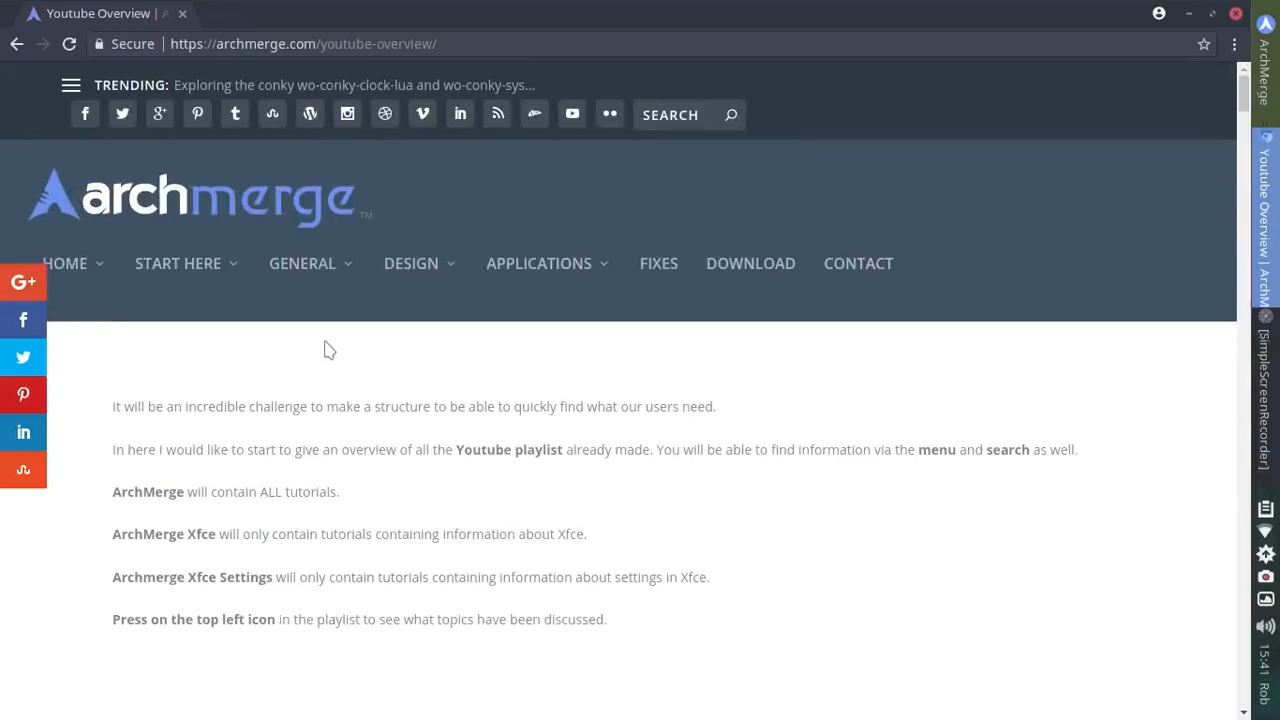 Youtube Overview | A
Secure
https://archmerge.com/youtube-overview/
TRENDING: Exploring the conky wo-conky-clock-lua and wo-conky-sys...
SEARCH
archmerge™
HOME
START HERE
GENERAL
DESIGN
APPLICATIONS
FIXES
DOWNLOAD
CONTACT
It will be an incredible challenge to make a structure to be able to quickly find what our users need.
In here I would like to start to give an overview of all the Youtube playlist already made. You will be able to find information via the menu and search as well.
ArchMerge will contain ALL tutorials.
ArchMerge Xfce will only contain tutorials containing information about Xfce.
Archmerge Xfce Settings will only contain tutorials containing information about settings in Xfce.
Press on the top left icon in the playlist to see what topics have been discussed.
ArchMerge
Youtube Overview | ArchM
[SimpleScreenRecorder]
15:41
Rob